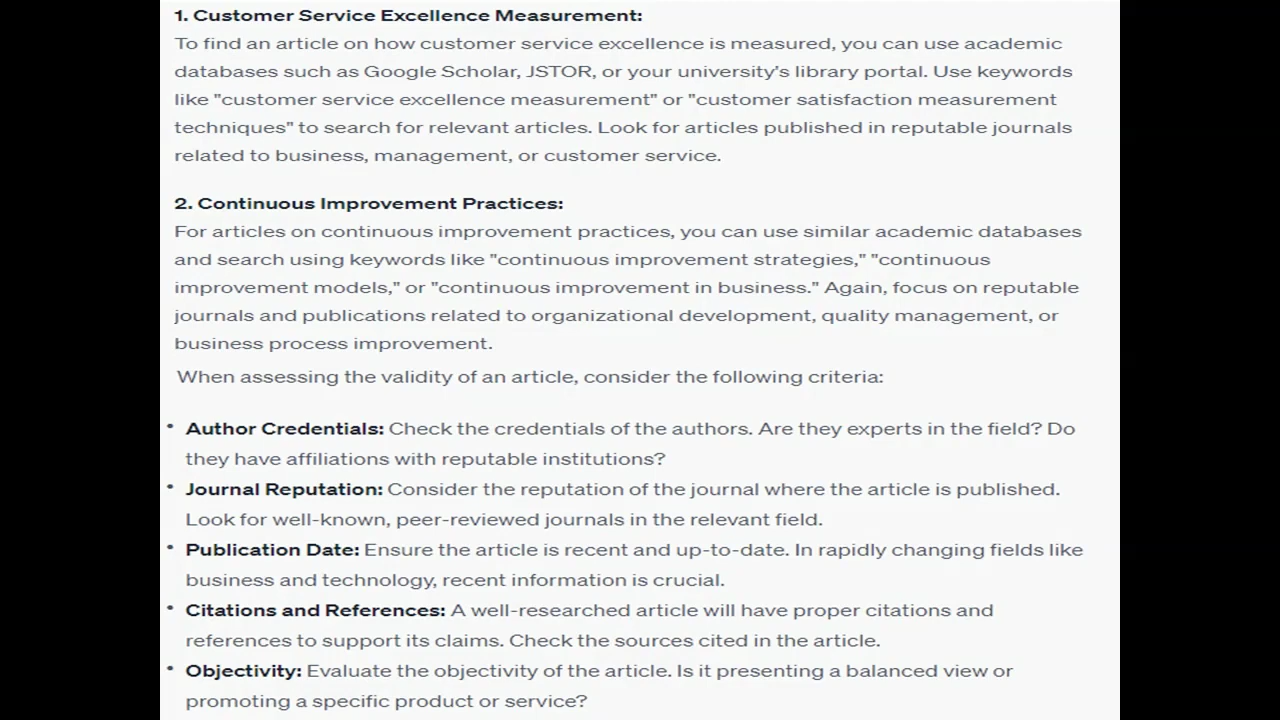 1. Customer Service Excellence Measurement:
To find an article on how customer service excellence is measured, you can use academic
databases such as Google Scholar, JSTOR, or your university's library portal. Use keywords
like "customer service excellence measurement" or "customer satisfaction measurement
techniques" to search for relevant articles. Look for articles published in reputable journals
related to business, management, or customer service.
2. Continuous Improvement Practices:
For articles on continuous improvement practices, you can use similar academic databases
and search using keywords like "continuous improvement strategies," "continuous
improvement models," or "continuous improvement in business." Again, focus on reputable
journals and publications related to organizational development, quality management, or
business process improvement.
When assessing the validity of an article, consider the following criteria:
• Author Credentials: Check the credentials of the authors. Are they experts in the field? Do
they have affiliations with reputable institutions?
• Journal Reputation: Consider the reputation of the journal where the article is published.
Look for well-known, peer-reviewed journals in the relevant field.
• Publication Date: Ensure the article is recent and up-to-date. In rapidly changing fields like
business and technology, recent information is crucial.
• Citations and References: A well-researched article will have proper citations and
references to support its claims. Check the sources cited in the article.
• Objectivity: Evaluate the objectivity of the article. Is it presenting a balanced view or
promoting a specific product or service?